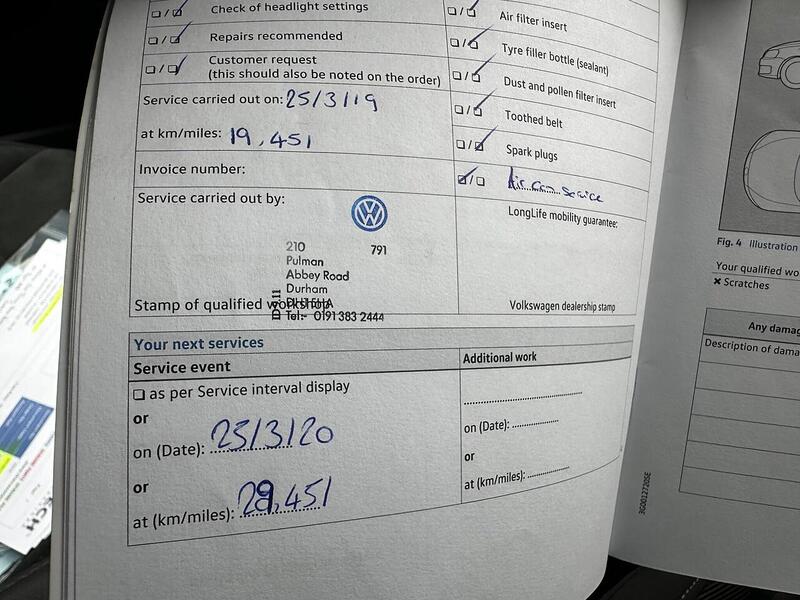 Check of headlight settings
Repairs recommended
Customer request
(this should also be noted on the order)
Service carried out on: 25/3/19
at km/miles: 19,451
Invoice number:
Service carried out by:
210 791
Pulman
Abbey Road
Durham
Tel:- 0191 383 2444
Stamp of qualified workshop
Air filter insert
Tyre filler bottle (sealant)
Dust and pollen filter insert
Toothed belt
Spark plugs
Air con service
LongLife mobility guarantee:
Volkswagen dealership stamp
Your next services
Service event
Additional work
as per Service interval display
or
on (Date): 25/3/20
or
at (km/miles): 29,451
on (Date):
or
at (km/miles):
3G0012720SE
Fig. 4 Illustration
Your qualified wo
× Scratches
Any damag
Description of dama